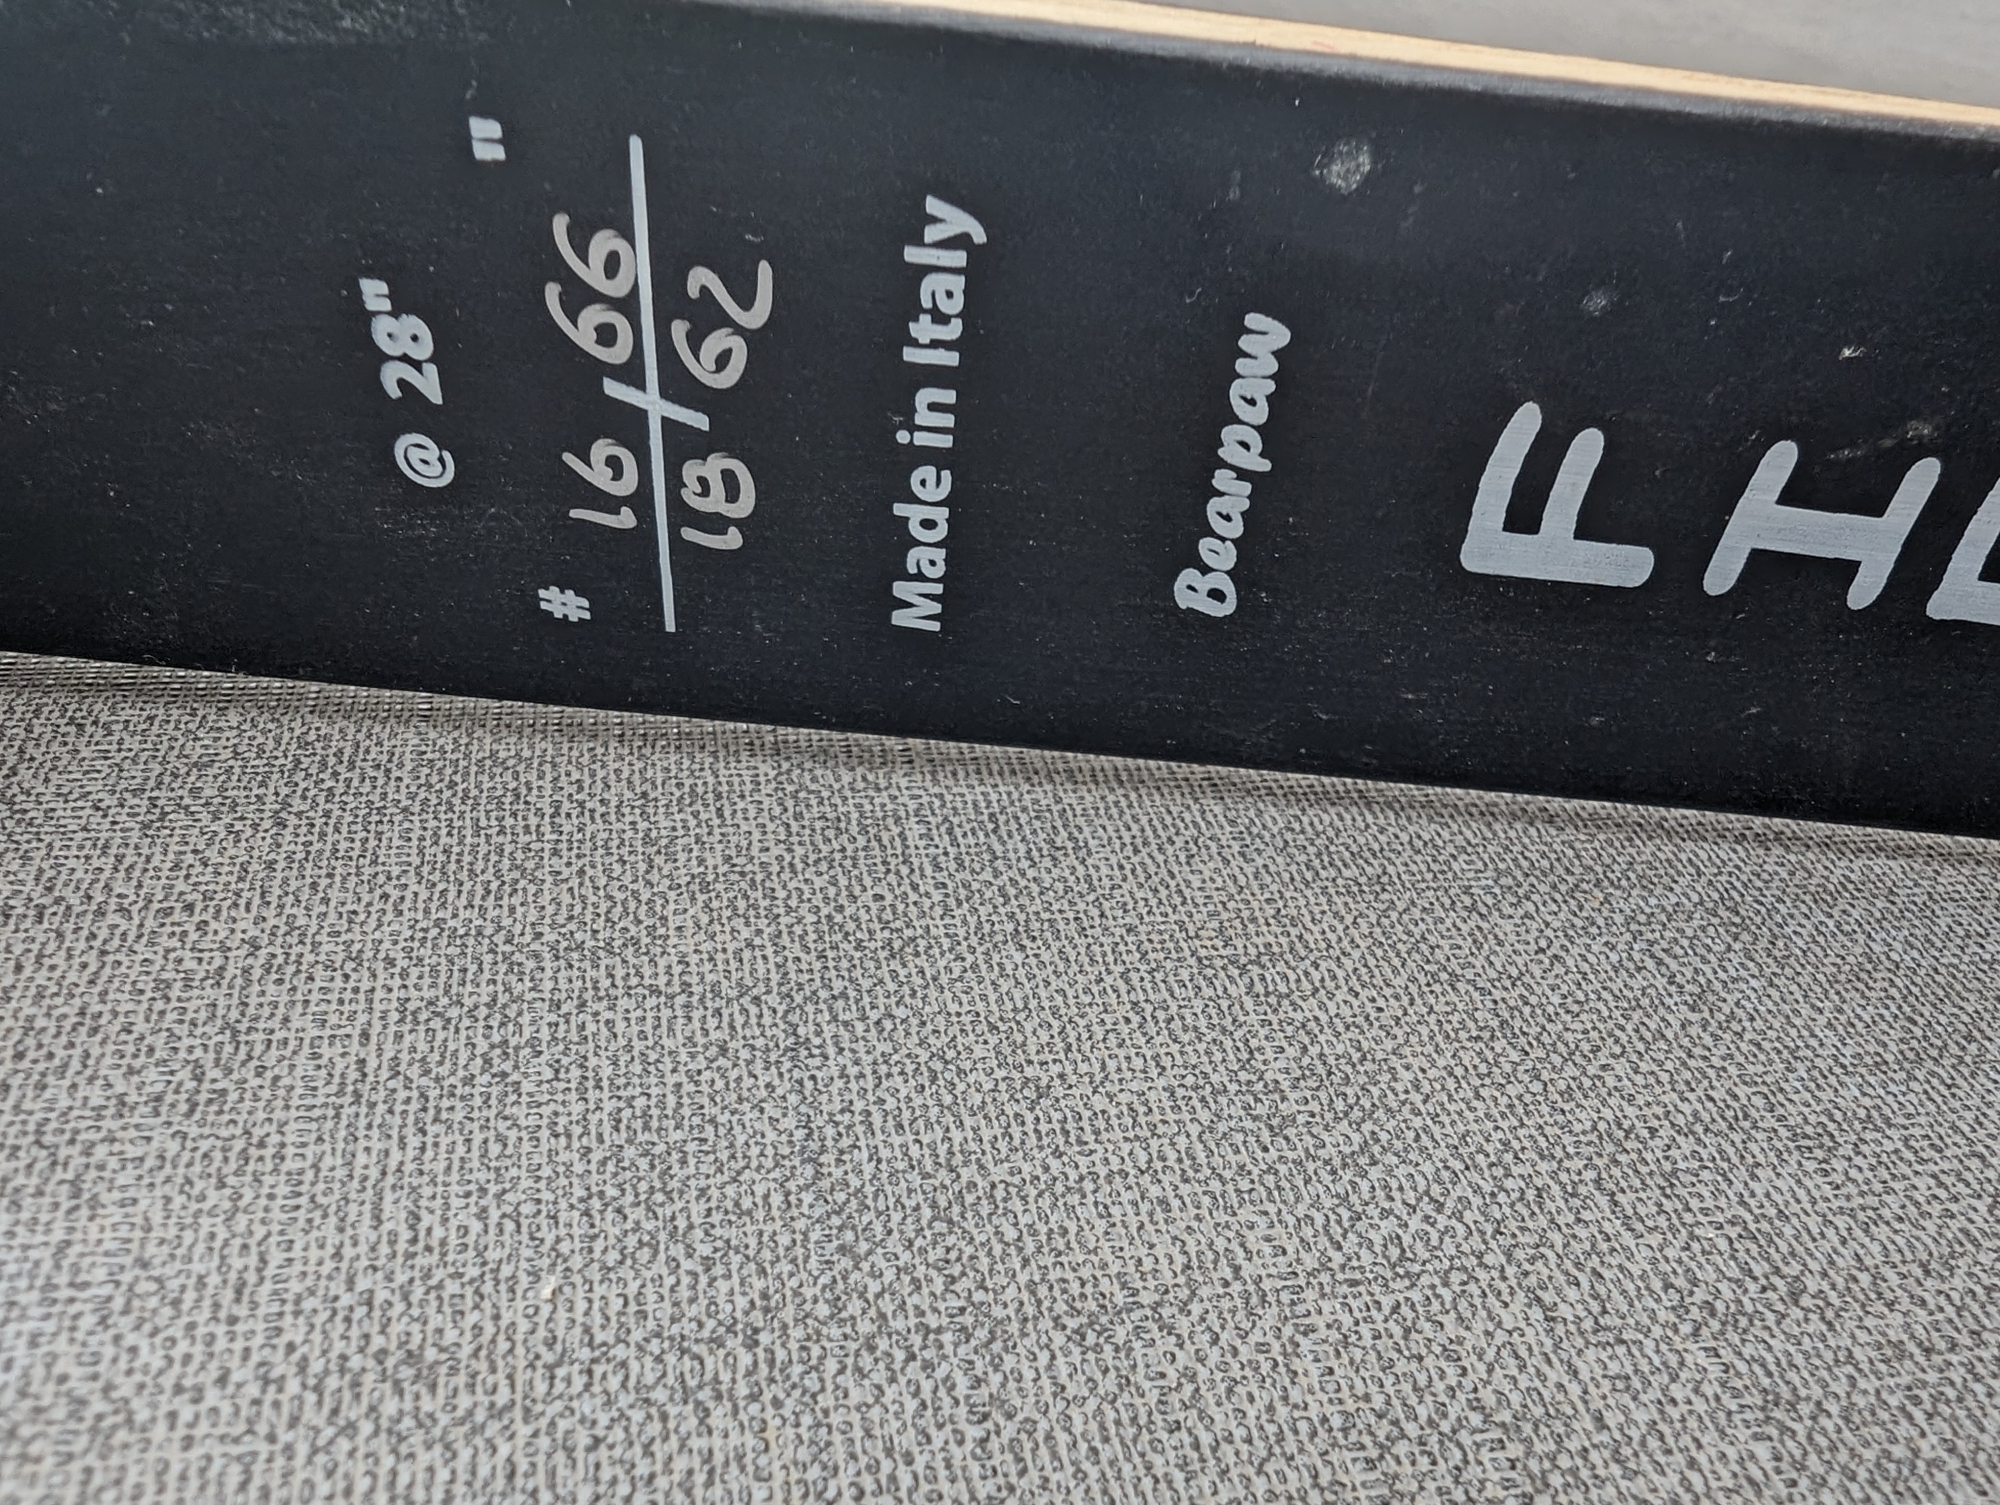 @ 28"
"
# 16 / 66
18 / 62
Made in Italy
Bearpaw
F
I